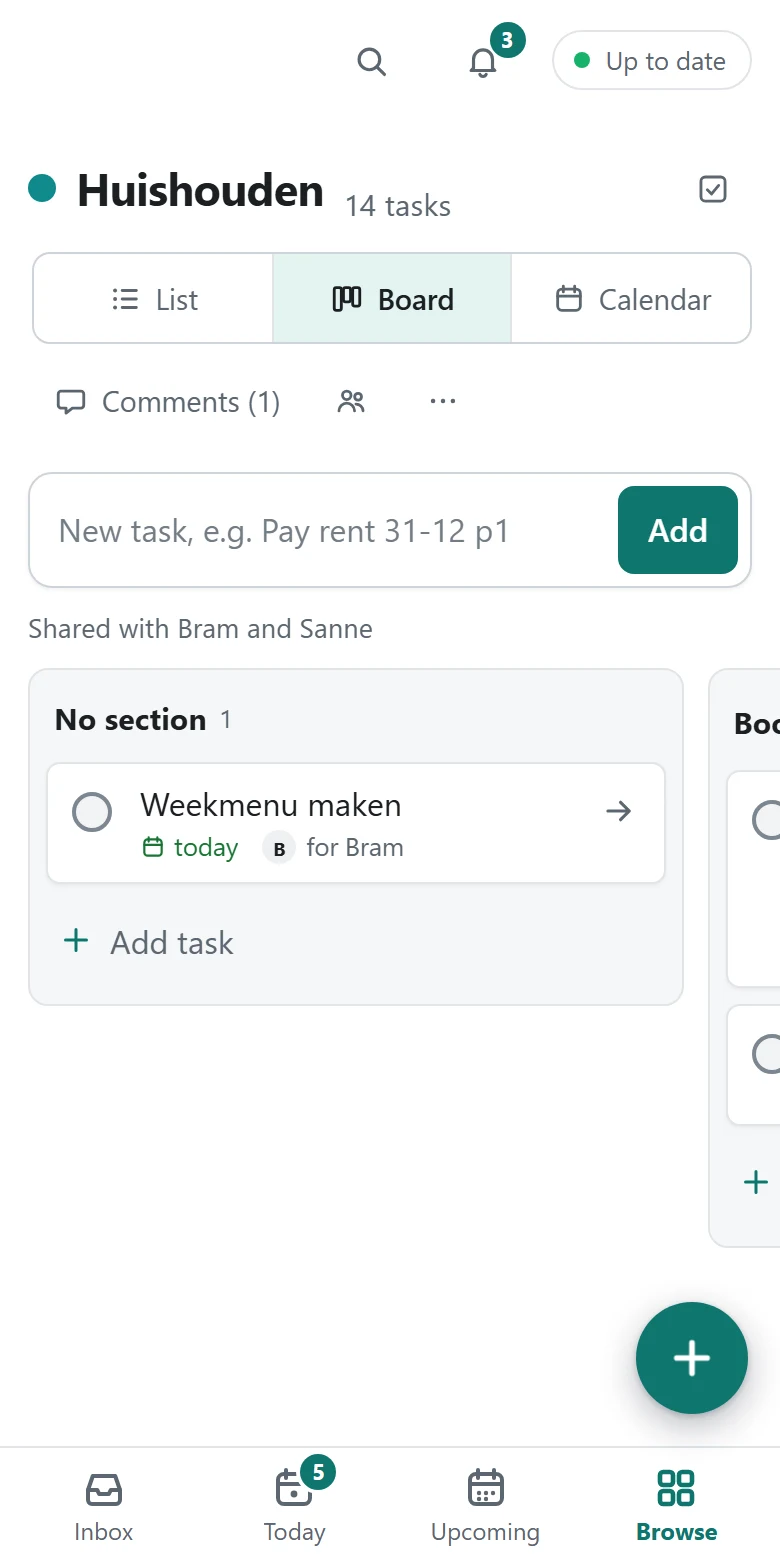 3
Up to date
Huishouden 14 tasks
List Board Calendar
Comments (1)
New task, e.g. Pay rent 31-12 p1 Add
Shared with Bram and Sanne
No section 1
Weekmenu maken
today B for Bram
Add task
5
Inbox Today Upcoming Browse